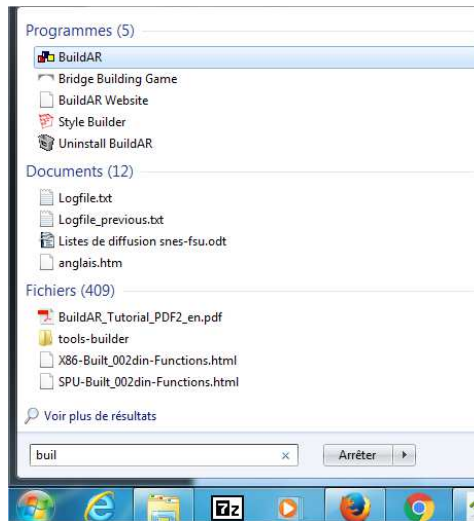 Programmes (5)
BuildAR
Bridge Building Game
BuildAR Website
Style Builder
Uninstall BuildAR
Documents (12)
Logfile.txt
Logfile_previous.txt
Listes de diffusion snes-fsu.odt
anglais.htm
Fichiers (409)
BuildAR_Tutorial_PDF2_en.pdf
tools-builder
X86-Built_002din-Functions.html
SPU-Built_002din-Functions.html
Voir plus de résultats
buil
Arrêter
7z